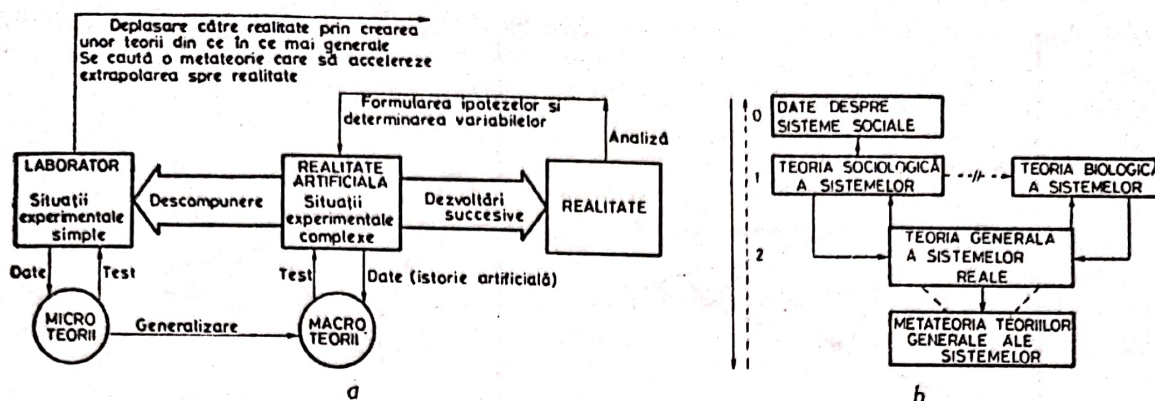 Deplasare către realitate prin crearea
unor teorii din ce în ce mai generale
Se caută o metateorie care să accelereze
extrapolarea spre realitate
Formularea ipotezelor și
determinarea variabilelor
Analiză
LABORATOR
Situații
experimentale
simple
Descompunere
REALITATE
ARTIFICIALA
Situații
experimentale
complexe
Dezvoltări
succesive
REALITATE
Date
Test
Test
Date (istorie artificială)
MICRO
TEORII
Generalizare
MACRO
TEORII
a
0
DATE DESPRE
SISTEME SOCIALE
1
TEORIA SOCIOLOGICĂ
A SISTEMELOR
TEORIA BIOLOGICĂ
A SISTEMELOR
2
TEORIA GENERALĂ
A SISTEMELOR
REALE
METATEORIA TEORIILOR
GENERALE ALE
SISTEMELOR
b